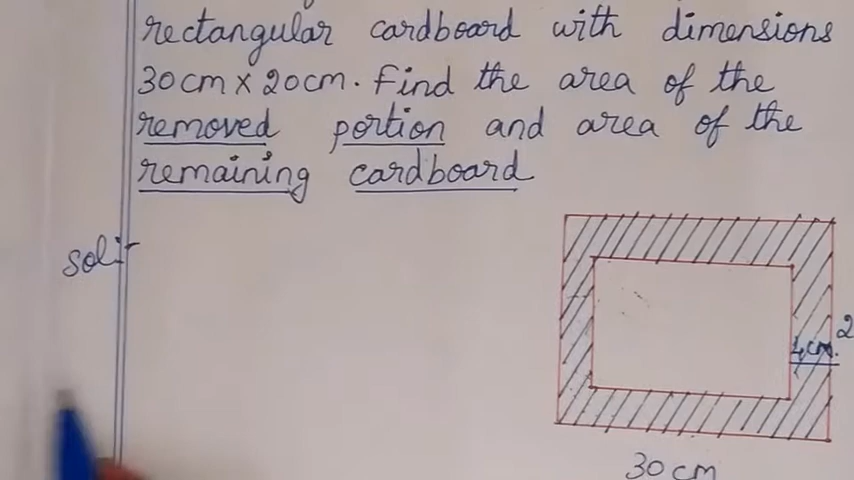 rectangular cardboard with dimensions
30cm x 20cm. Find the area of the
removed portion and area of the
remaining cardboard
sol:-
2
4cm.
30 cm